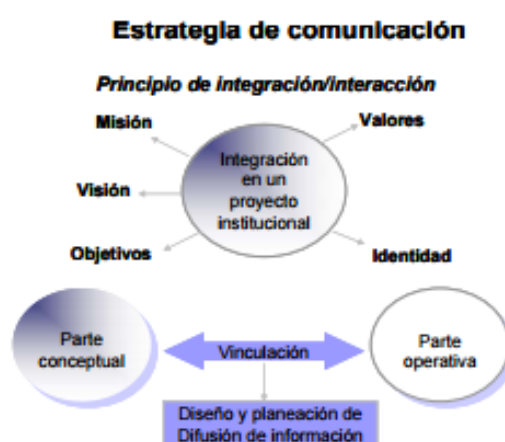 Estrategia de comunicación
Principio de integración/interacción
Misión
Valores
Integración
en un
proyecto
institucional
Visión
Objetivos
Identidad
Parte
conceptual
Vinculación
Parte
operativa
Diseño y planeación de
Difusión de información